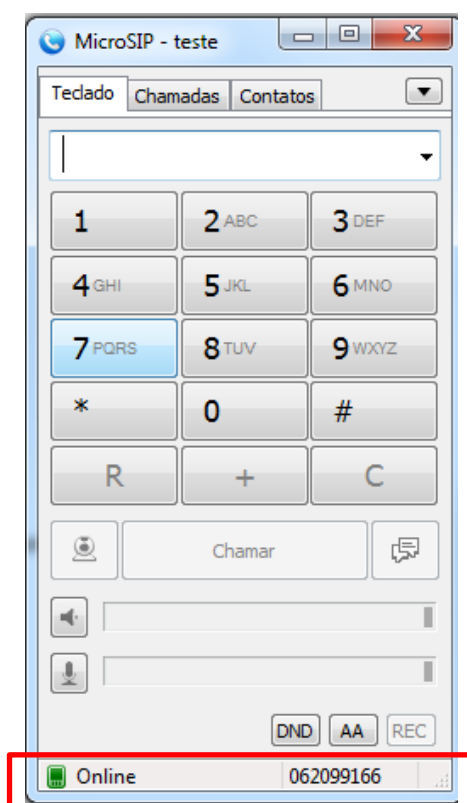 MicroSIP - teste
Teclado Chamadas Contatos
1 2 ABC 3 DEF
4 GHI 5 JKL 6 MNO
7 PQRS 8 TUV 9 WXYZ
* 0 #
R + C
Chamar
DND AA REC
Online 062099166